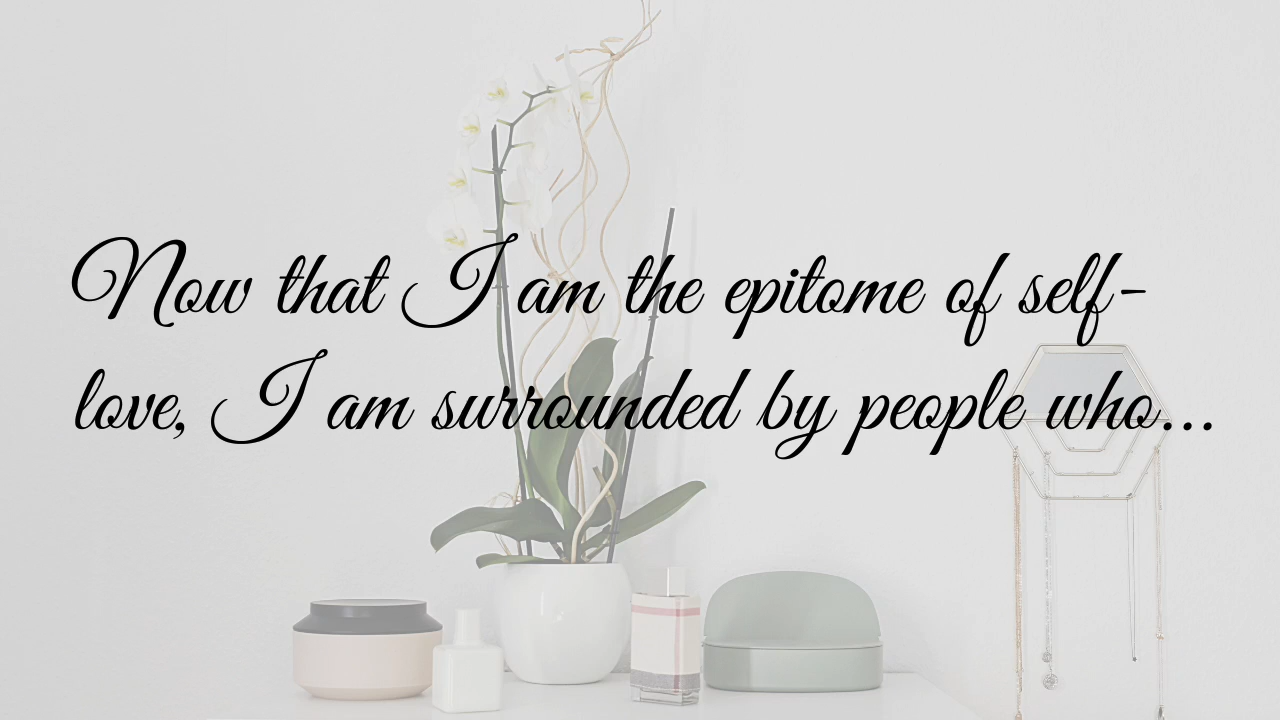 Now that I am the epitome of self-
love, I am surrounded by people who...